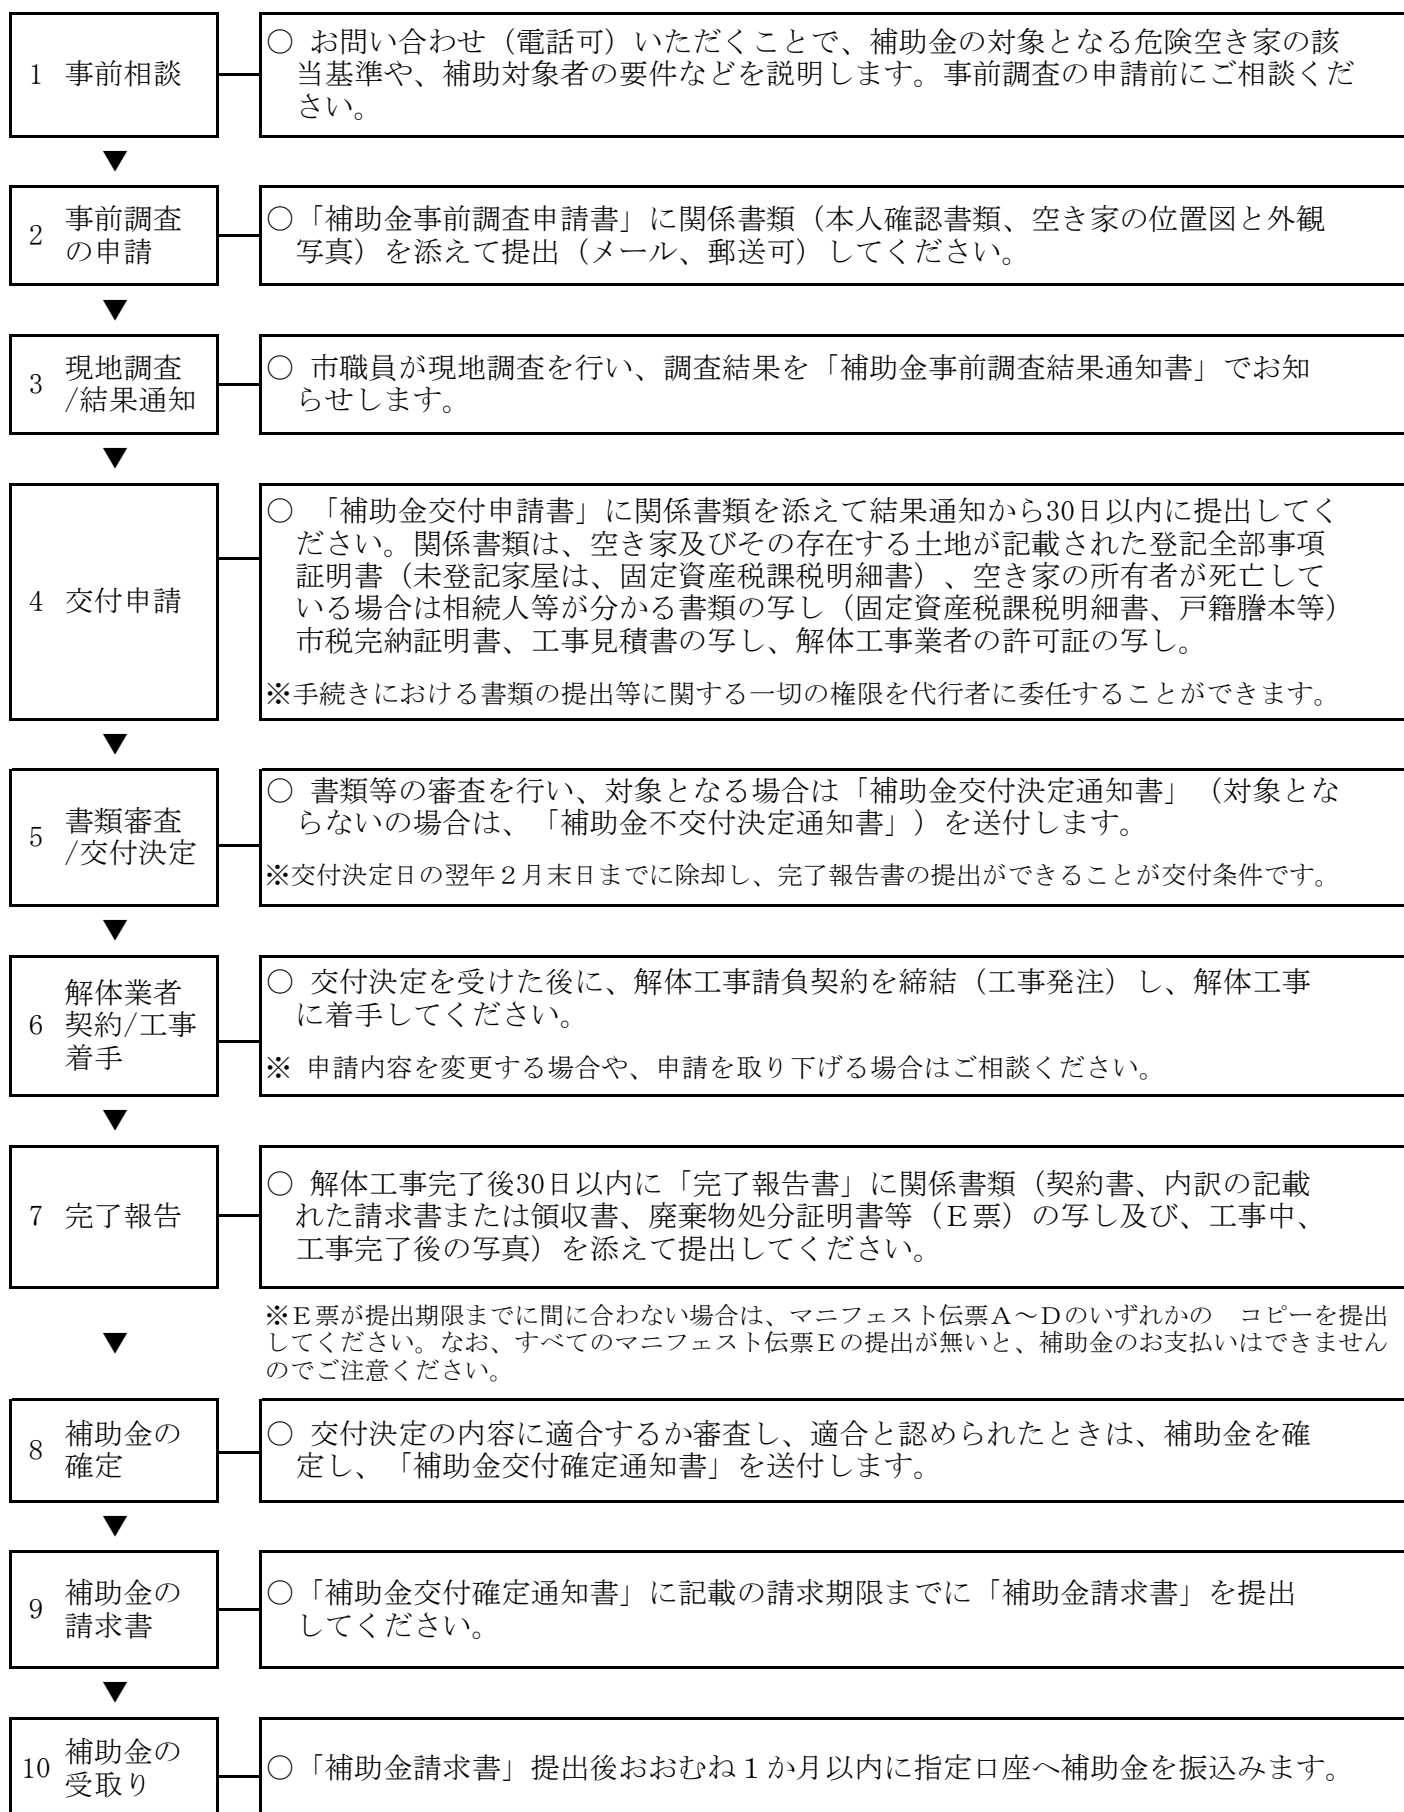 1 事前相談
○ お問い合わせ（電話可）いただくことで、補助金の対象となる危険空き家の該
当基準や、補助対象者の要件などを説明します。事前調査の申請前にご相談くだ
さい。
▼
2 事前調査
の申請
○「補助金事前調査申請書」に関係書類（本人確認書類、空き家の位置図と外観
写真）を添えて提出（メール、郵送可）してください。
▼
3 現地調査
/結果通知
○ 市職員が現地調査を行い、調査結果を「補助金事前調査結果通知書」でお知
らせします。
▼
4 交付申請
○ 「補助金交付申請書」に関係書類を添えて結果通知から30日以内に提出してく
ださい。関係書類は、空き家及びその存在する土地が記載された登記全部事項
証明書（未登記家屋は、固定資産税課税明細書）、空き家の所有者が死亡して
いる場合は相続人等が分かる書類の写し（固定資産税課税明細書、戸籍謄本等）
市税完納証明書、工事見積書の写し、解体工事業者の許可証の写し。
※手続きにおける書類の提出等に関する一切の権限を代行者に委任することができます。
▼
5 書類審査
/交付決定
○ 書類等の審査を行い、対象となる場合は「補助金交付決定通知書」（対象とな
らないの場合は、「補助金不交付決定通知書」）を送付します。
※交付決定日の翌年２月末日までに除却し、完了報告書の提出ができることが交付条件です。
▼
6 解体業者
契約/工事
着手
○ 交付決定を受けた後に、解体工事請負契約を締結（工事発注）し、解体工事
に着手してください。
※ 申請内容を変更する場合や、申請を取り下げる場合はご相談ください。
▼
7 完了報告
○ 解体工事完了後30日以内に「完了報告書」に関係書類（契約書、内訳の記載
れた請求書または領収書、廃棄物処分証明書等（Ｅ票）の写し及び、工事中、
工事完了後の写真）を添えて提出してください。
▼
※Ｅ票が提出期限までに間に合わない場合は、マニフェスト伝票Ａ～Ｄのいずれかの　コピーを提出
してください。なお、すべてのマニフェスト伝票Ｅの提出が無いと、補助金のお支払いはできません
のでご注意ください。
8 補助金の
確定
○ 交付決定の内容に適合するか審査し、適合と認められたときは、補助金を確
定し、「補助金交付確定通知書」を送付します。
▼
9 補助金の
請求書
○「補助金交付確定通知書」に記載の請求期限までに「補助金請求書」を提出
してください。
▼
10 補助金の
受取り
○「補助金請求書」提出後おおむね１か月以内に指定口座へ補助金を振込みます。